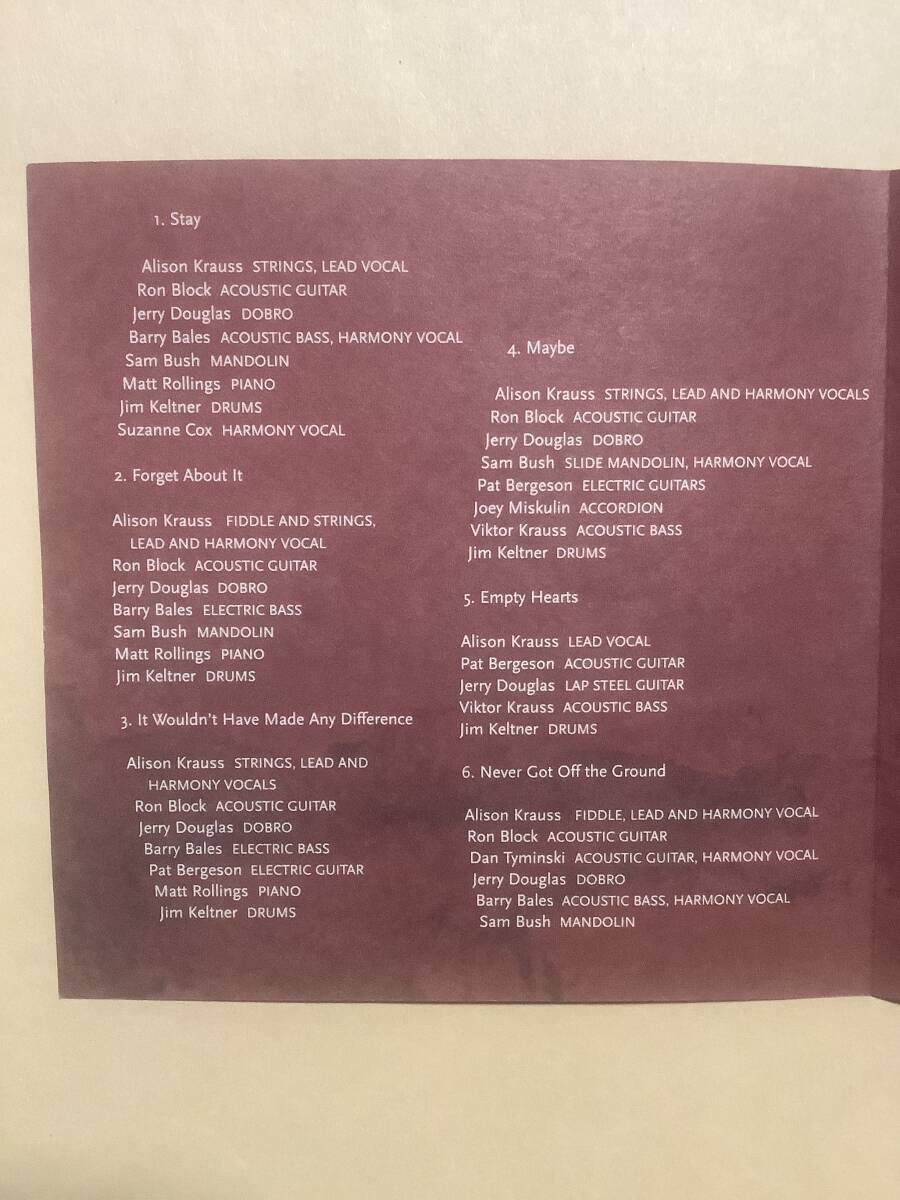 1. Stay
Alison Krauss STRINGS, LEAD VOCAL
Ron Block ACOUSTIC GUITAR
Jerry Douglas DOBRO
Barry Bales ACOUSTIC BASS, HARMONY VOCAL
Sam Bush MANDOLIN
Matt Rollings PIANO
Jim Keltner DRUMS
Suzanne Cox HARMONY VOCAL
2. Forget About It
Alison Krauss FIDDLE AND STRINGS,
LEAD AND HARMONY VOCAL
Ron Block ACOUSTIC GUITAR
Jerry Douglas DOBRO
Barry Bales ELECTRIC BASS
Sam Bush MANDOLIN
Matt Rollings PIANO
Jim Keltner DRUMS
3. It Wouldn't Have Made Any Difference
Alison Krauss STRINGS, LEAD AND
HARMONY VOCALS
Ron Block ACOUSTIC GUITAR
Jerry Douglas DOBRO
Barry Bales ELECTRIC BASS
Pat Bergeson ELECTRIC GUITAR
Matt Rollings PIANO
Jim Keltner DRUMS
4. Maybe
Alison Krauss STRINGS, LEAD AND HARMONY VOCALS
Ron Block ACOUSTIC GUITAR
Jerry Douglas DOBRO
Sam Bush SLIDE MANDOLIN, HARMONY VOCAL
Pat Bergeson ELECTRIC GUITARS
Joey Miskulin ACCORDION
Viktor Krauss ACOUSTIC BASS
Jim Keltner DRUMS
5. Empty Hearts
Alison Krauss LEAD VOCAL
Pat Bergeson ACOUSTIC GUITAR
Jerry Douglas LAP STEEL GUITAR
Viktor Krauss ACOUSTIC BASS
Jim Keltner DRUMS
6. Never Got Off the Ground
Alison Krauss FIDDLE, LEAD AND HARMONY VOCAL
Ron Block ACOUSTIC GUITAR
Dan Tyminski ACOUSTIC GUITAR, HARMONY VOCAL
Jerry Douglas DOBRO
Barry Bales ACOUSTIC BASS, HARMONY VOCAL
Sam Bush MANDOLIN